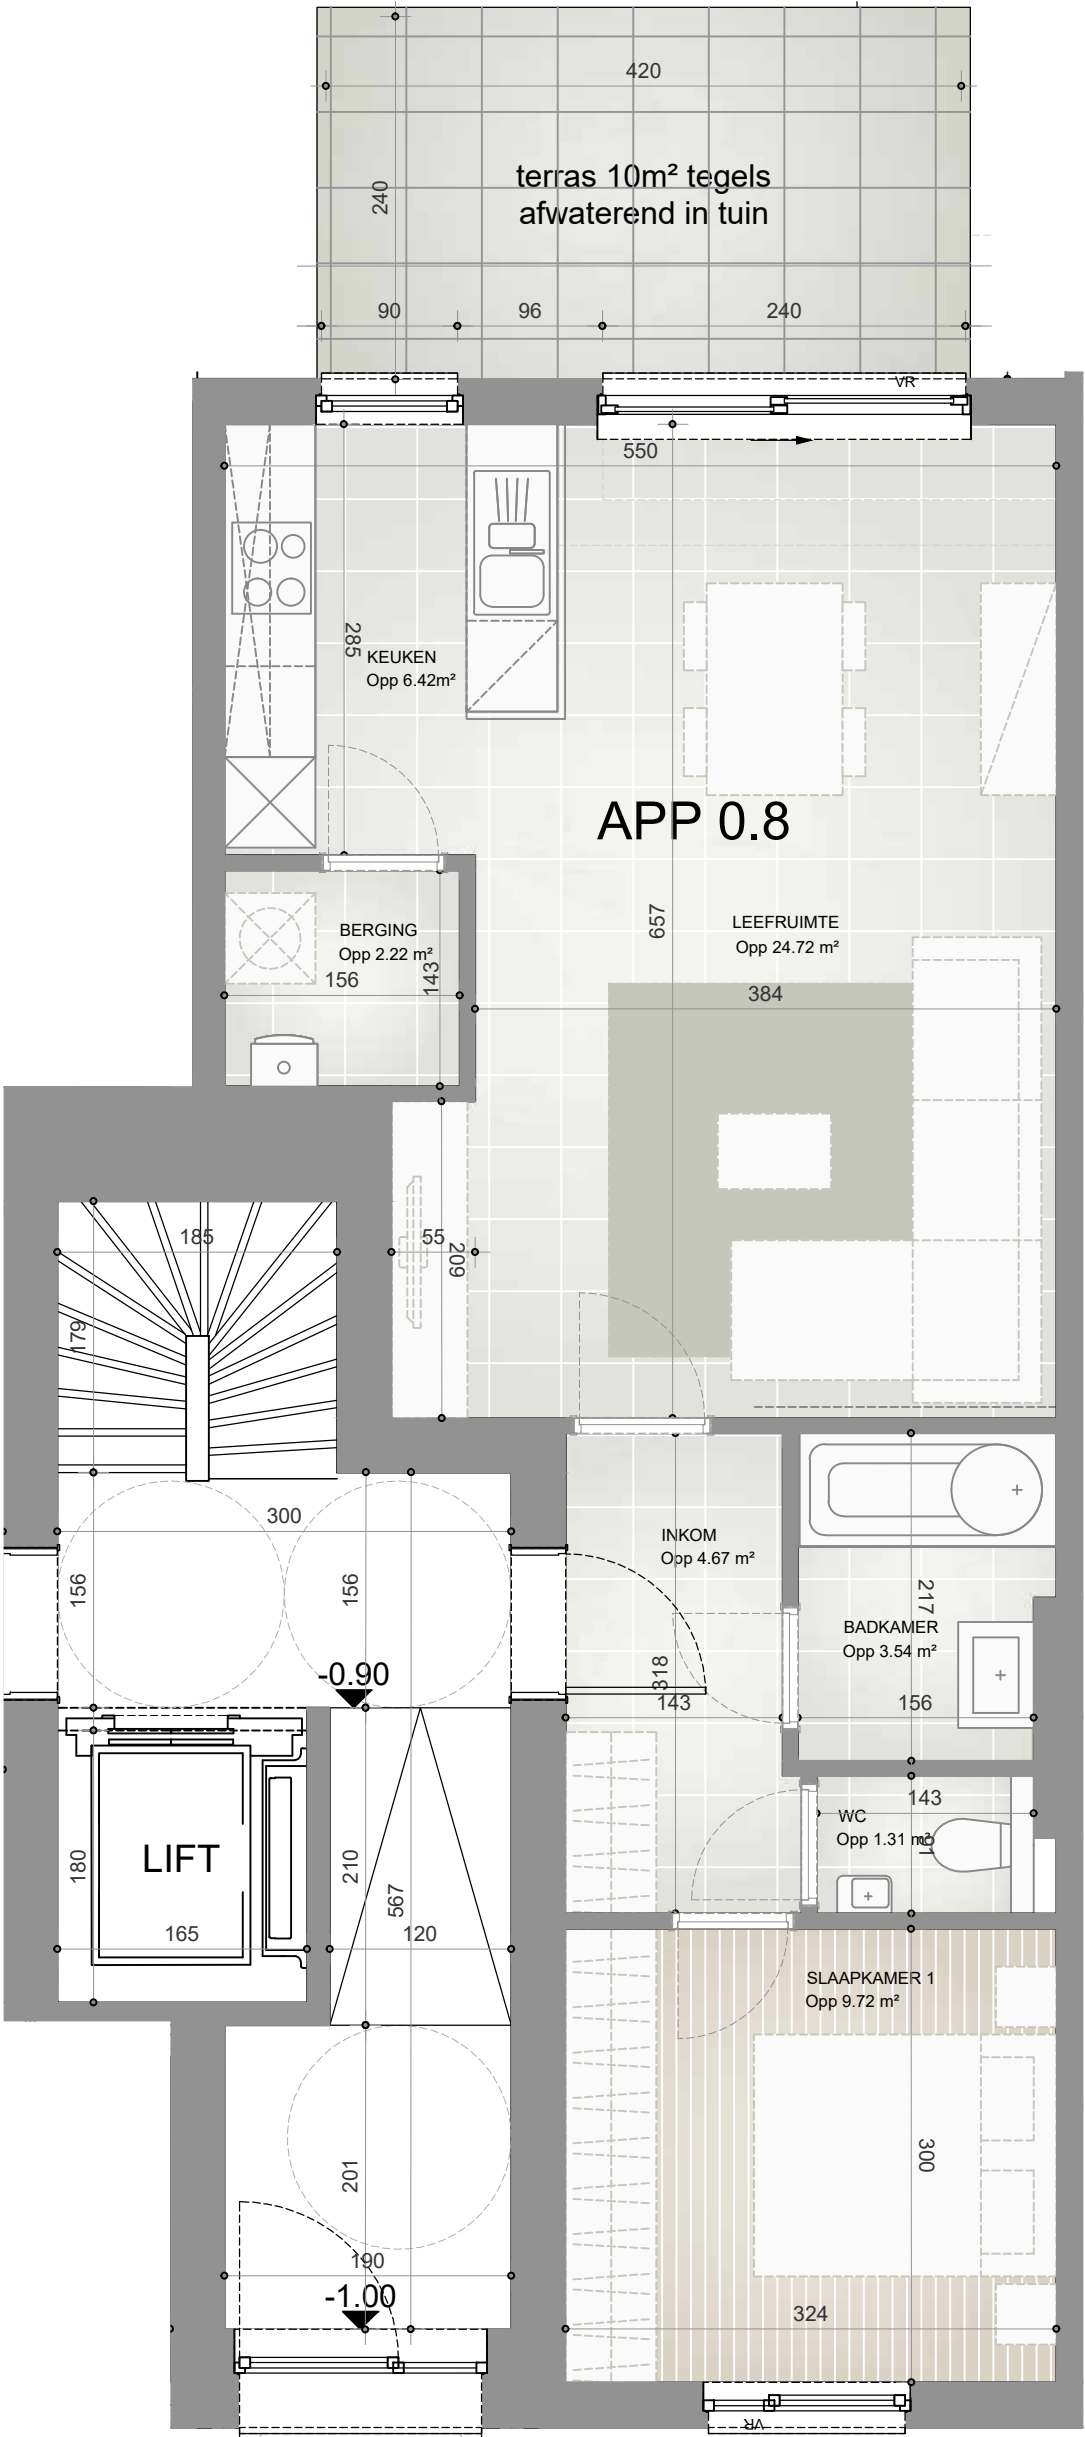 420
240
terras 10m² tegels
afwaterend in tuin
90
96
240
VR
550
285
KEUKEN
Opp 6.42m²
APP 0.8
657
LEEFRUIMTE
Opp 24.72 m²
BERGING
Opp 2.22 m²
156
143
384
185
55
209
179
300
INKOM
Opp 4.67 m²
156
156
217
BADKAMER
Opp 3.54 m²
318
-0.90
143
156
143
WC
Opp 1.31 m²
91
LIFT
180
210
567
165
120
SLAAPKAMER 1
Opp 9.72 m²
300
201
190
-1.00
324
VR